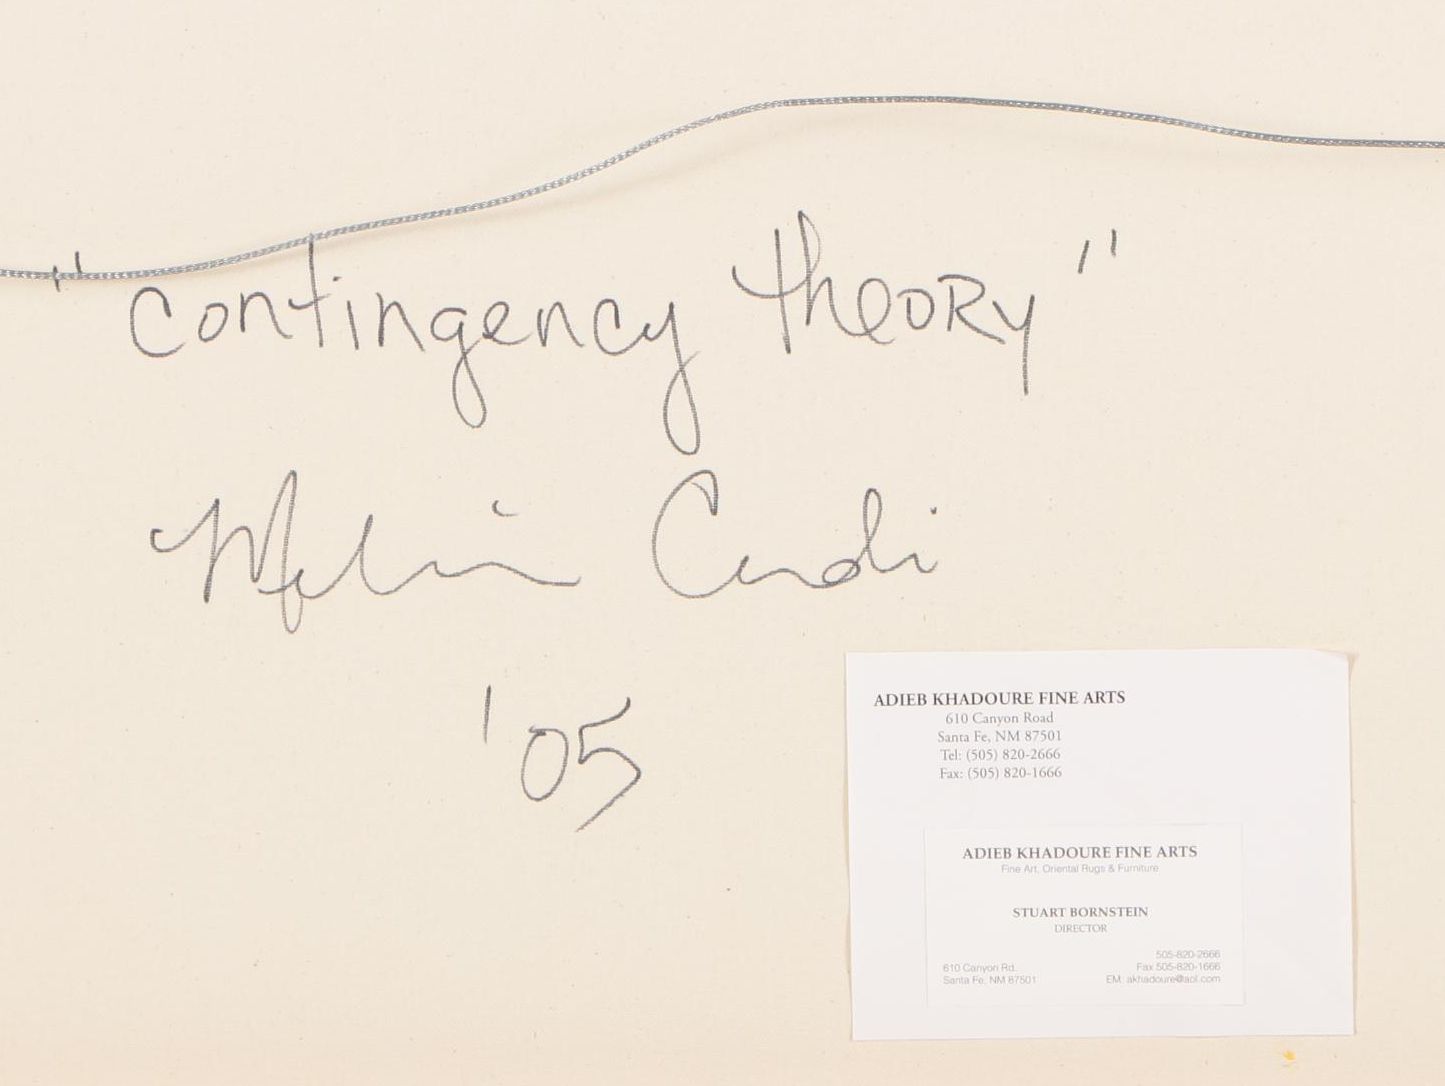 "contingency theory"
Melvin
'05
ADIEB KHADOURE FINE ARTS
610 Canyon Road
Santa Fe, NM 87501
Tel: (505) 820-2666
Fax: (505) 820-1666
ADIEB KHADOURE FINE ARTS
Fine Art, Oriental Rugs & Furniture
STUART BORNSTEIN
DIRECTOR
505-820-2666
610 Canyon Rd. Fax 505-820-1666
Santa Fe, NM 87501 EM: akhadoure@aol.com